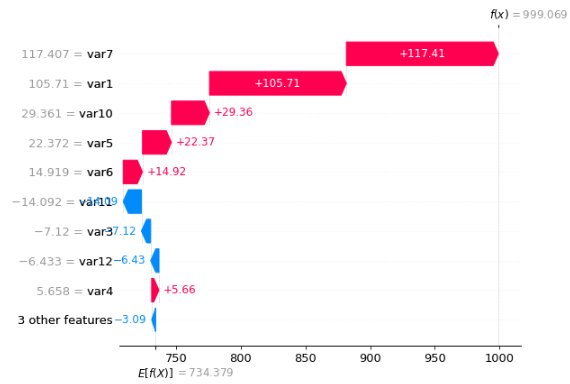 f(x) = 999.069
117.407 = var7 +117.41
105.71 = var1 +105.71
29.361 = var10 +29.36
22.372 = var5 +22.37
14.919 = var6 +14.92
−14.092 = var11 −14.09
−7.12 = var3 −7.12
−6.433 = var12 −6.43
5.658 = var4 +5.66
3 other features −3.09
750 800 850 900 950 1000
E[f(X)] = 734.379